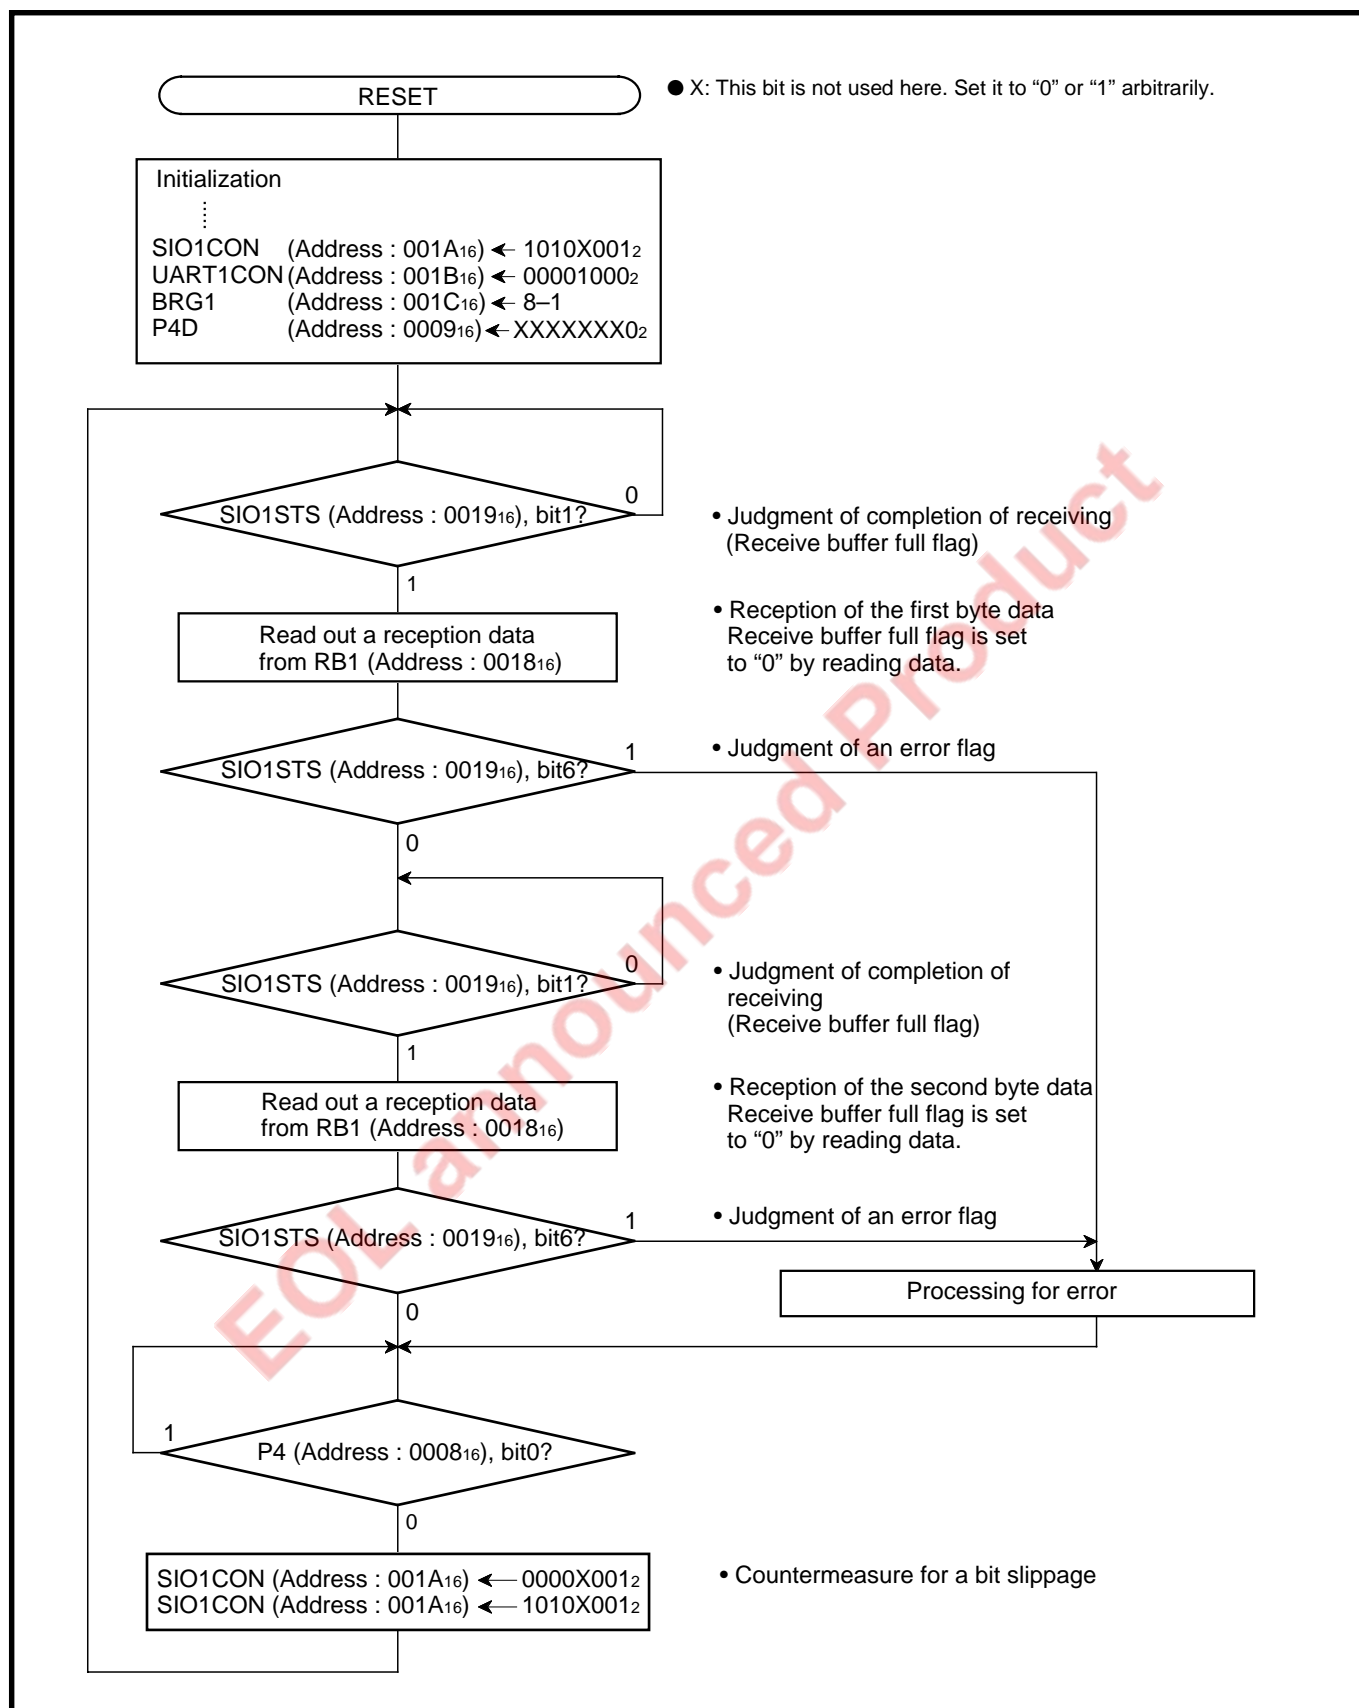 RESET
● X: This bit is not used here. Set it to “0” or “1” arbitrarily.
Initialization
SIO1CON (Address : 001A16) ← 1010X0012
UART1CON (Address : 001B16) ← 000010002
BRG1 (Address : 001C16) ← 8–1
P4D (Address : 000916) ← XXXXXXX02
SIO1STS (Address : 001916), bit1?
0
1
• Judgment of completion of receiving
(Receive buffer full flag)
Read out a reception data
from RB1 (Address : 001816)
• Reception of the first byte data
Receive buffer full flag is set
to “0” by reading data.
SIO1STS (Address : 001916), bit6?
1
0
• Judgment of an error flag
SIO1STS (Address : 001916), bit1?
0
1
• Judgment of completion of
receiving
(Receive buffer full flag)
Read out a reception data
from RB1 (Address : 001816)
• Reception of the second byte data
Receive buffer full flag is set
to “0” by reading data.
SIO1STS (Address : 001916), bit6?
1
0
• Judgment of an error flag
Processing for error
P4 (Address : 000816), bit0?
1
0
SIO1CON (Address : 001A16) ← 0000X0012
SIO1CON (Address : 001A16) ← 1010X0012
• Countermeasure for a bit slippage
EOL announced Product